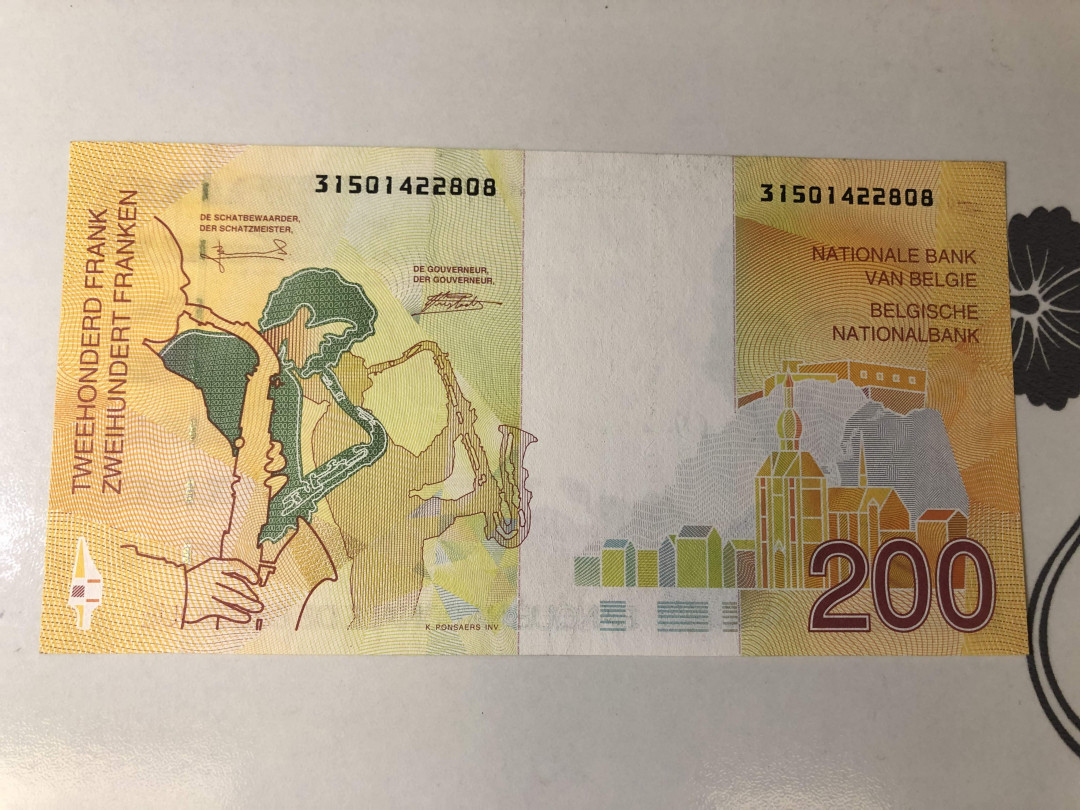 31501422808
31501422808
DE SCHATBEWAARDER,
DER SCHATZMEISTER,
DE GOUVERNEUR,
DER GOUVERNEUR.
TWEEHONDERD FRANK
ZWEIHUNDERT FRANKEN
NATIONALE BANK
VAN BELGIE
BELGISCHE
NATIONALBANK
200
K. PONSAERS INV.